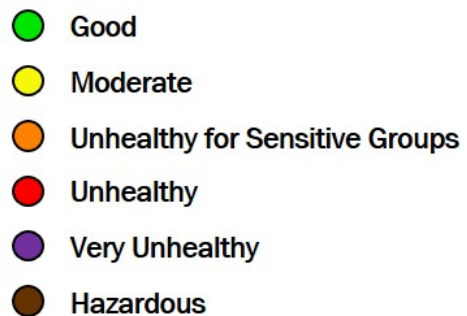 Good
Moderate
Unhealthy for Sensitive Groups
Unhealthy
Very Unhealthy
Hazardous